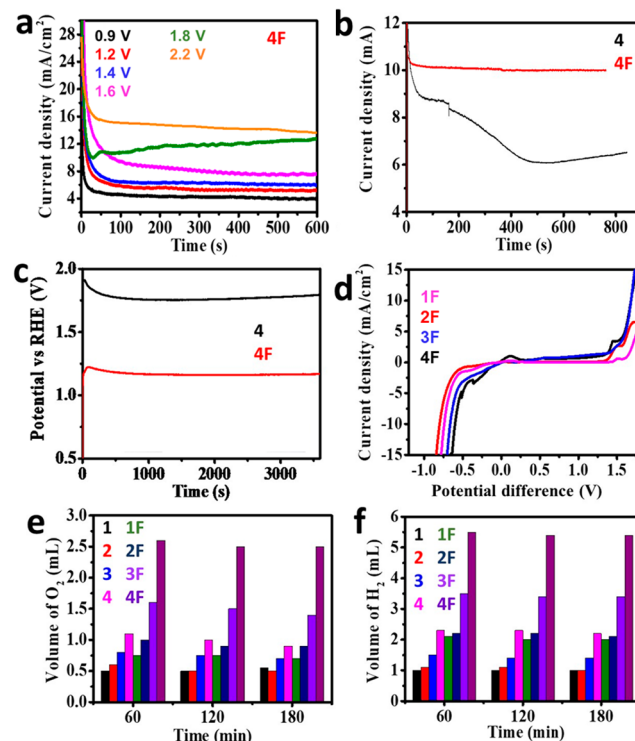 a
0.9 V 1.8 V 4F
1.2 V 2.2 V
1.4 V
1.6 V
Current density (mA/cm²)
28
24
20
16
12
8
4
0 100 200 300 400 500 600
Time (s)
b
4
4F
Current density (mA)
12
10
8
6
4
0 200 400 600 800
Time (s)
c
4
4F
Potential vs RHE (V)
2.0
1.5
1.0
0.5
0 1000 2000 3000
Time (s)
d
1F
2F
3F
4F
Current density (mA/cm²)
15
10
5
0
-5
-10
-15
-1.0 -0.5 0.0 0.5 1.0 1.5
Potential difference (V)
e
1 1F
2 2F
3 3F
4 4F
Volume of O₂ (mL)
3.0
2.5
2.0
1.5
1.0
0.5
0.0
60 120 180
Time (min)
f
1 1F
2 2F
3 3F
4 4F
Volume of H₂ (mL)
6
5
4
3
2
1
0
60 120 180
Time (min)